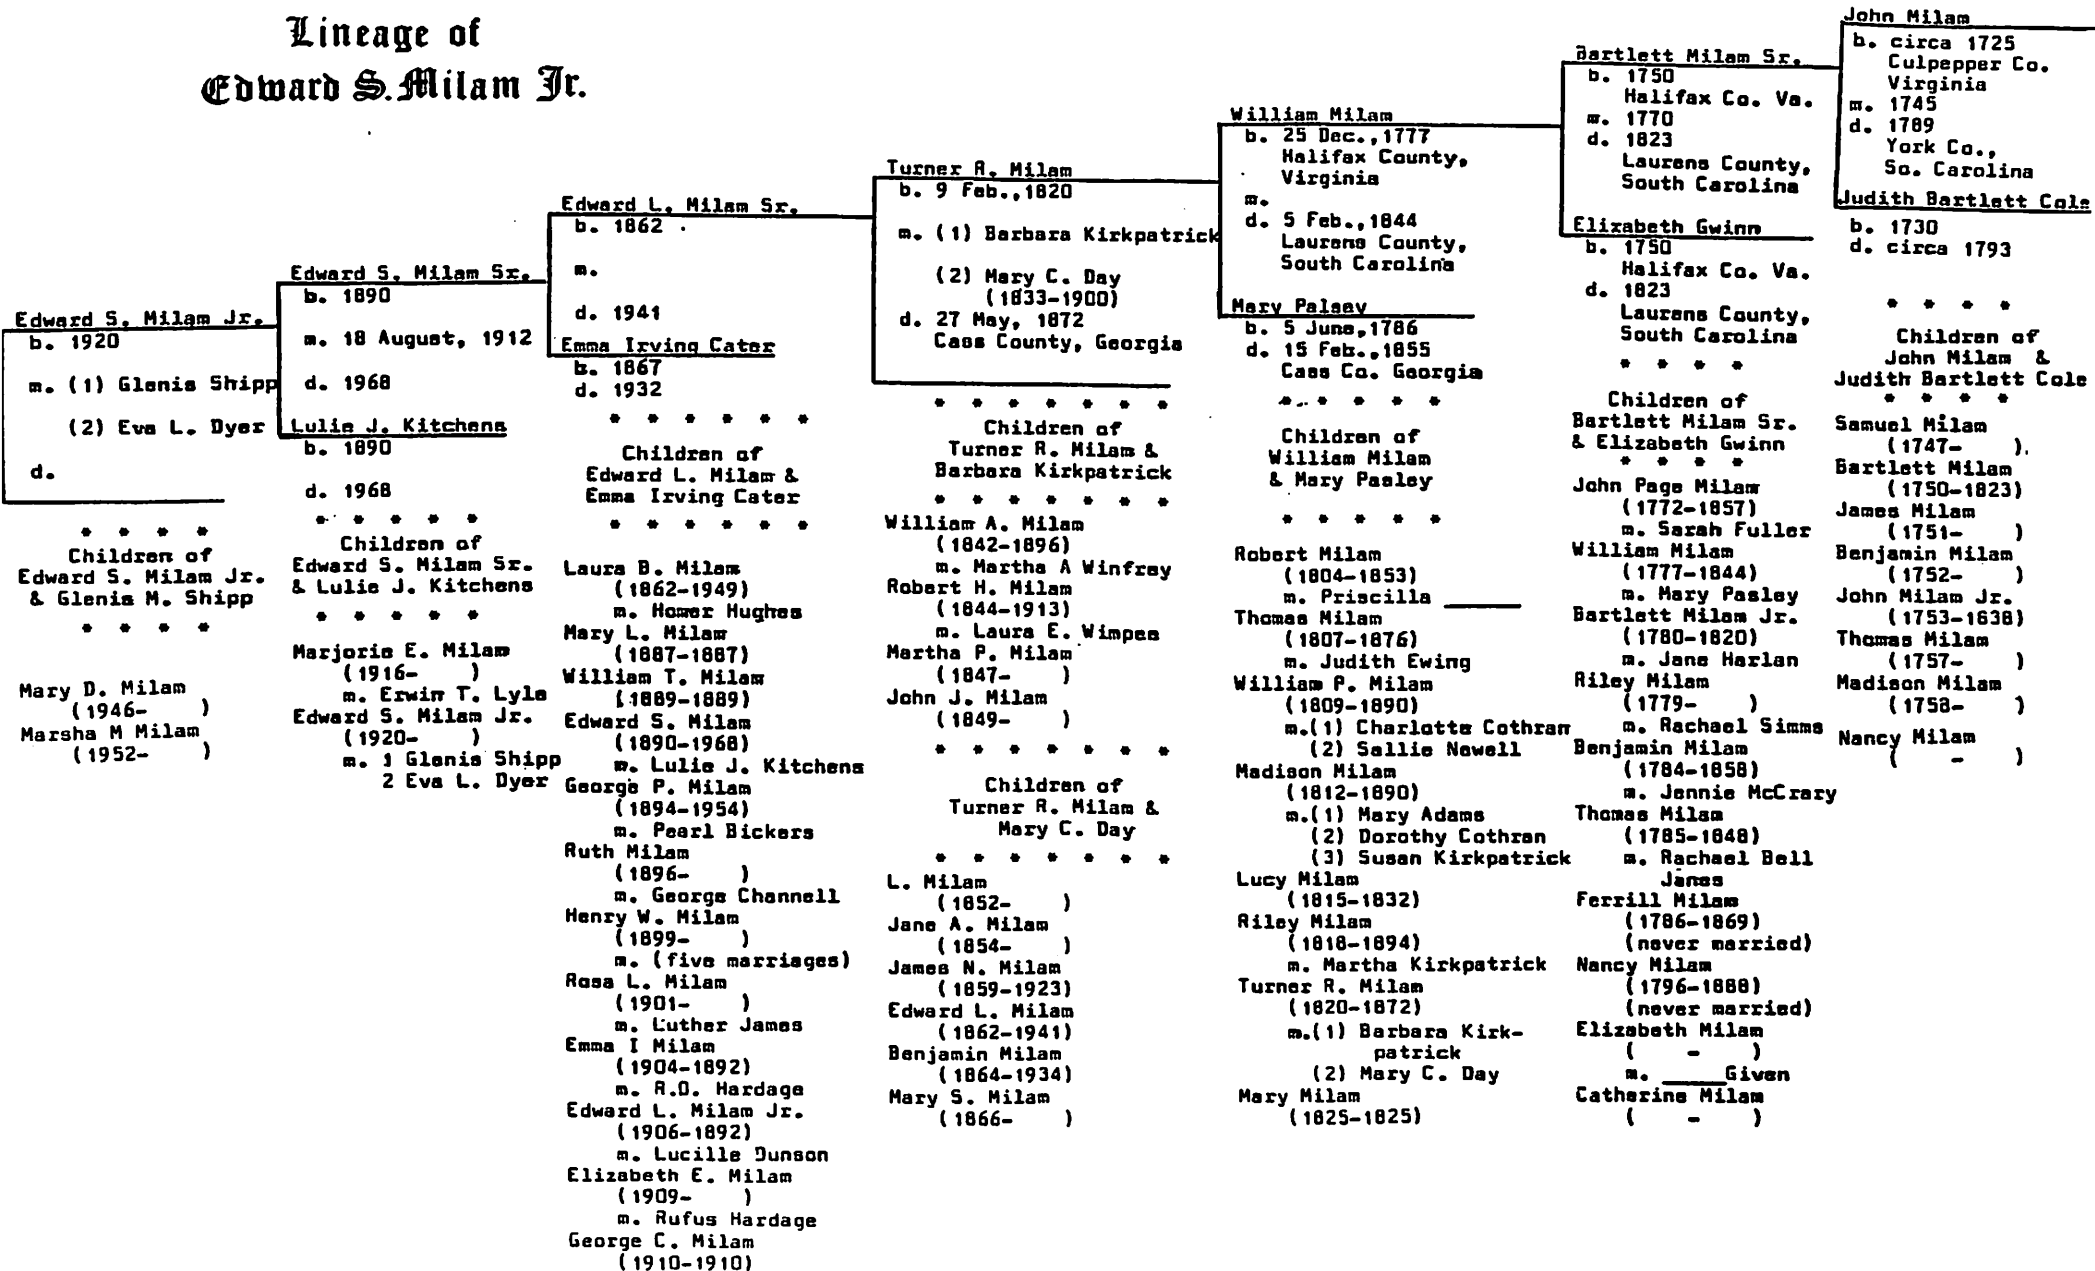 Lineage of
Edward S. Milam Jr.
Edward S. Milam Jr.
b. 1920
m. (1) Glenis Shipp
(2) Eva L. Dyer
d.
* * * *
Children of
Edward S. Milam Jr.
& Glenis M. Shipp
* * * *
Mary D. Milam
(1946- )
Marsha M Milam
(1952- )
Edward S. Milam Sr.
b. 1890
m. 18 August, 1912
d. 1968
Lulie J. Kitchens
b. 1890
d. 1968
* * * * *
Children of
Edward S. Milam Sr.
& Lulie J. Kitchens
* * * * *
Marjorie E. Milam
(1916- )
m. Erwin T. Lyle
Edward S. Milam Jr.
(1920- )
m. 1 Glenis Shipp
2 Eva L. Dyer
Edward L. Milam Sr.
b. 1862
m.
d. 1941
Emma Irving Cater
b. 1867
d. 1932
* * * * * *
Children of
Edward L. Milam &
Emma Irving Cater
* * * * * *
Laura B. Milam
(1862-1949)
m. Homer Hughes
Mary L. Milam
(1887-1887)
William T. Milam
(1889-1889)
Edward S. Milam
(1890-1968)
m. Lulie J. Kitchens
George P. Milam
(1894-1954)
m. Pearl Bickers
Ruth Milam
(1896- )
m. George Channell
Henry W. Milam
(1899- )
m. (five marriages)
Rosa L. Milam
(1901- )
m. Luther James
Emma I Milam
(1904-1892)
m. R.O. Hardage
Edward L. Milam Jr.
(1906-1892)
m. Lucille Dunson
Elizabeth E. Milam
(1909- )
m. Rufus Hardage
George C. Milam
(1910-1910)
Turner R. Milam
b. 9 Feb.,1820
m. (1) Barbara Kirkpatrick
(2) Mary C. Day
(1833-1900)
d. 27 May, 1872
Cass County, Georgia
* * * * * * *
Children of
Turner R. Milam &
Barbara Kirkpatrick
* * * * * * *
William A. Milam
(1842-1896)
m. Martha A Winfrey
Robert H. Milam
(1844-1913)
m. Laura E. Wimpee
Martha P. Milam
(1847- )
John J. Milam
(1849- )
* * * * * * *
Children of
Turner R. Milam &
Mary C. Day
* * * * * * *
L. Milam
(1852- )
Jane A. Milam
(1854- )
James N. Milam
(1859-1923)
Edward L. Milam
(1862-1941)
Benjamin Milam
(1864-1934)
Mary S. Milam
(1866- )
William Milam
b. 25 Dec.,1777
Halifax County,
Virginia
m.
d. 5 Feb.,1844
Laurens County,
South Carolina
Mary Palsey
b. 5 June,1786
d. 15 Feb.,1855
Cass Co. Georgia
* * * * *
Children of
William Milam
& Mary Pasley
* * * * *
Robert Milam
(1804-1853)
m. Priscilla ____
Thomas Milam
(1807-1876)
m. Judith Ewing
William P. Milam
(1809-1890)
m.(1) Charlotte Cothran
(2) Sallie Newell
Madison Milam
(1812-1890)
m.(1) Mary Adams
(2) Dorothy Cothran
(3) Susan Kirkpatrick
Lucy Milam
(1815-1832)
Riley Milam
(1818-1894)
m. Martha Kirkpatrick
Turner R. Milam
(1820-1872)
m.(1) Barbara Kirk-
patrick
(2) Mary C. Day
Mary Milam
(1825-1825)
Bartlett Milam Sr.
b. 1750
Halifax Co. Va.
m. 1770
d. 1823
Laurens County,
South Carolina
Elizabeth Gwinn
b. 1750
Halifax Co. Va.
d. 1823
Laurens County,
South Carolina
* * * *
Children of
Bartlett Milam Sr.
& Elizabeth Gwinn
* * * *
John Page Milam
(1772-1857)
m. Sarah Fuller
William Milam
(1777-1844)
m. Mary Pasley
Bartlett Milam Jr.
(1780-1820)
m. Jane Harlan
Riley Milam
(1779- )
m. Rachael Simms
Benjamin Milam
(1784-1858)
m. Jennie McCrary
Thomas Milam
(1785-1848)
m. Rachael Bell
James
Ferrill Milam
(1786-1869)
(never married)
Nancy Milam
(1796-1888)
(never married)
Elizabeth Milam
( - )
m. ____Given
Catherine Milam
( - )
John Milam
b. circa 1725
Culpepper Co.
Virginia
m. 1745
d. 1789
York Co.,
So. Carolina
Judith Bartlett Cole
b. 1730
d. circa 1793
* * * *
Children of
John Milam &
Judith Bartlett Cole
* * * *
Samuel Milam
(1747- )
Bartlett Milam
(1750-1823)
James Milam
(1751- )
Benjamin Milam
(1752- )
John Milam Jr.
(1753-1838)
Thomas Milam
(1757- )
Madison Milam
(1758- )
Nancy Milam
( - )